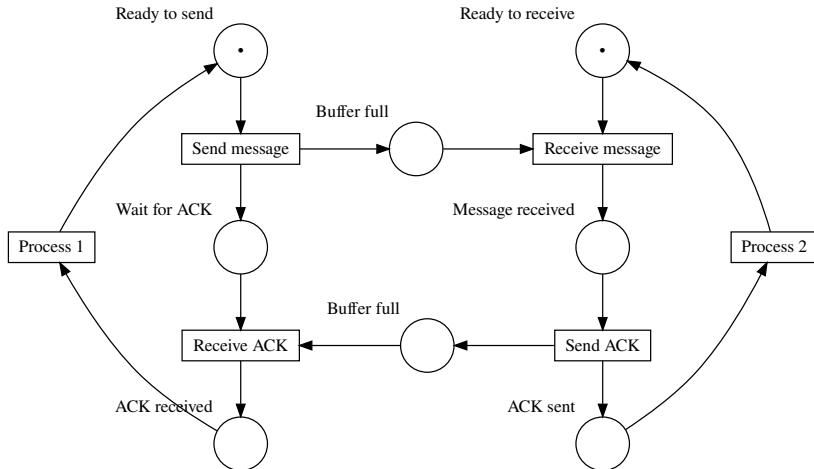 Ready to send
Ready to receive
Buffer full
Send message
Receive message
Wait for ACK
Message received
Process 1
Process 2
Buffer full
Receive ACK
Send ACK
ACK received
ACK sent